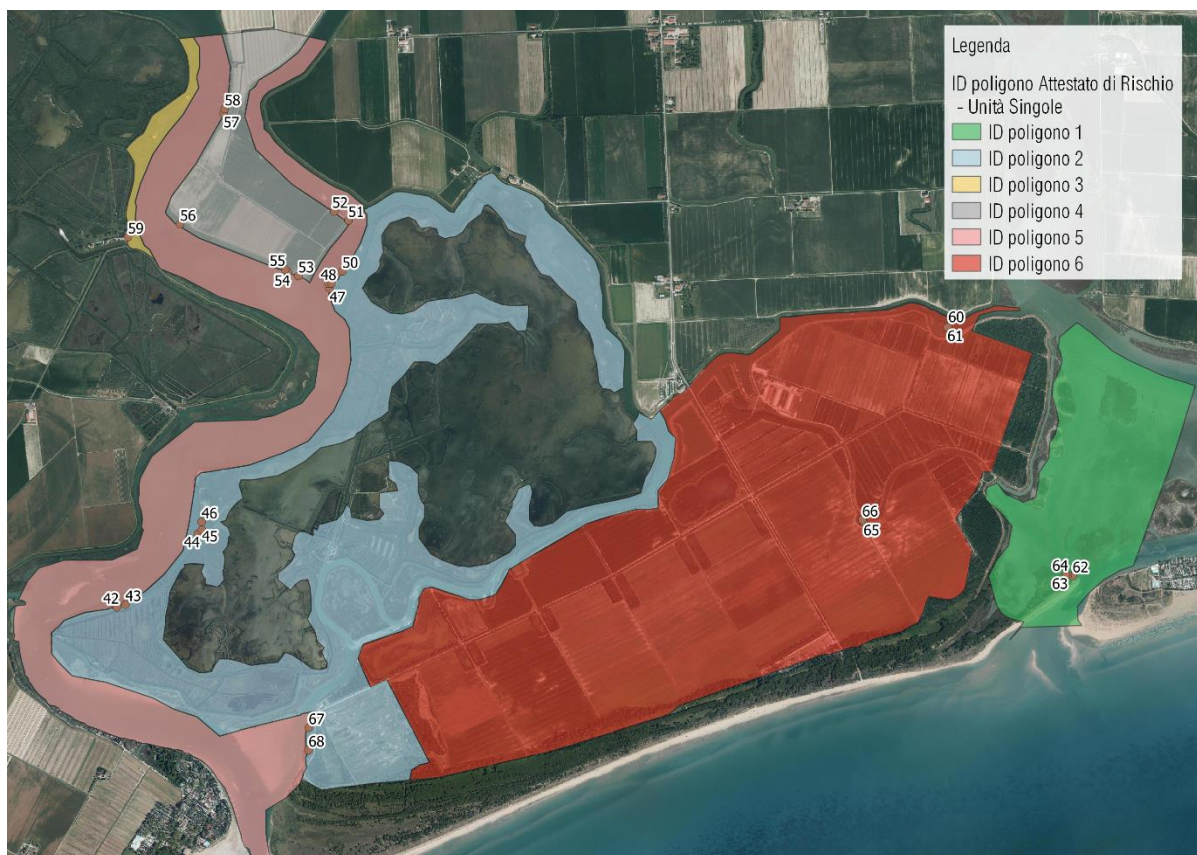 Legenda
ID poligono Attestato di Rischio
- Unità Singole
ID poligono 1
ID poligono 2
ID poligono 3
ID poligono 4
ID poligono 5
ID poligono 6
58
57
52
51
56
59
55
53
54
48
50
47
60
61
46
44
45
66
65
64
62
63
42
43
67
68